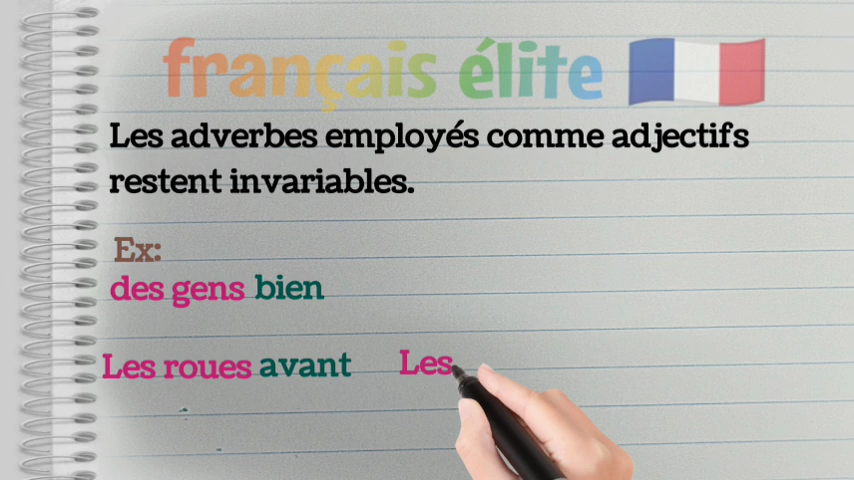 français élite
Les adverbes employés comme adjectifs
restent invariables.
Ex:
des gens bien
Les roues avant Les